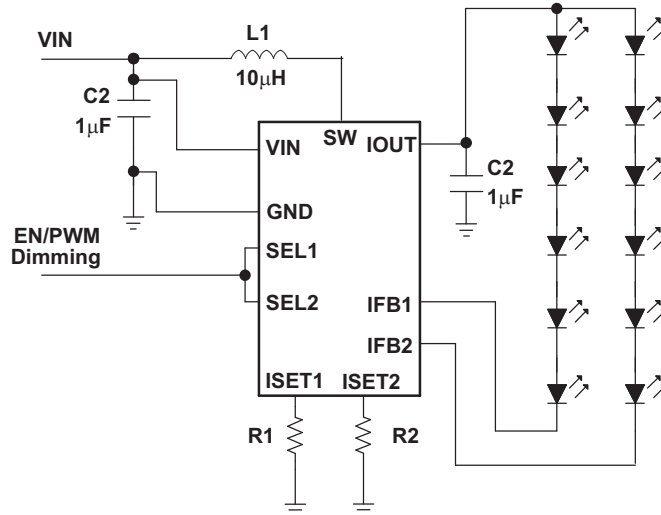 L1
VIN
10μH
C2
1μF
SW
VIN
IOUT
C2
1μF
GND
EN/PWM
Dimming
SEL1
SEL2
IFB1
IFB2
ISET1
ISET2
R1
R2